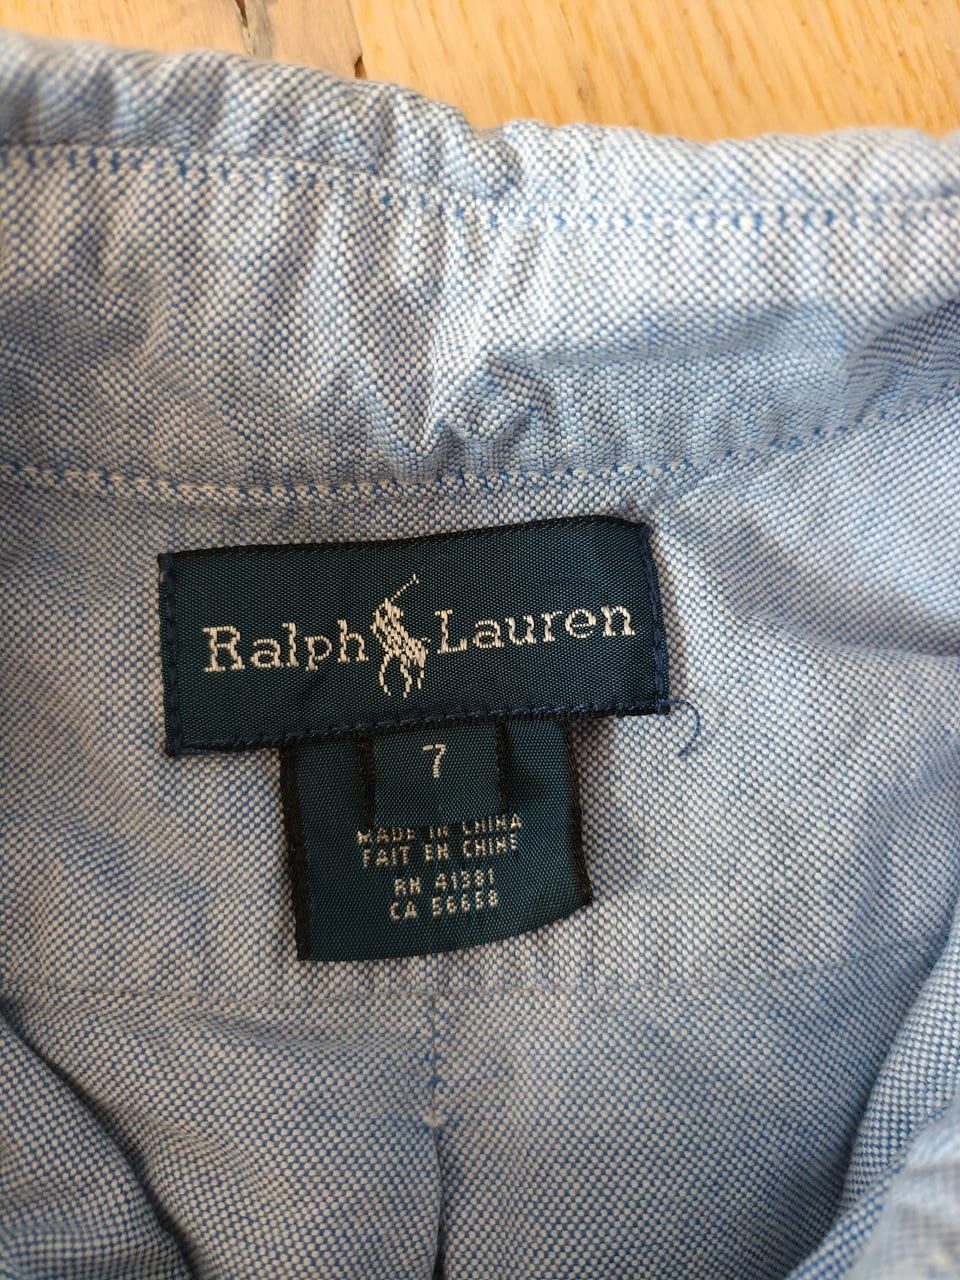 Ralph Lauren
7
MADE IN CHINA
FAIT EN CHINE
RN 41381
CA 56658